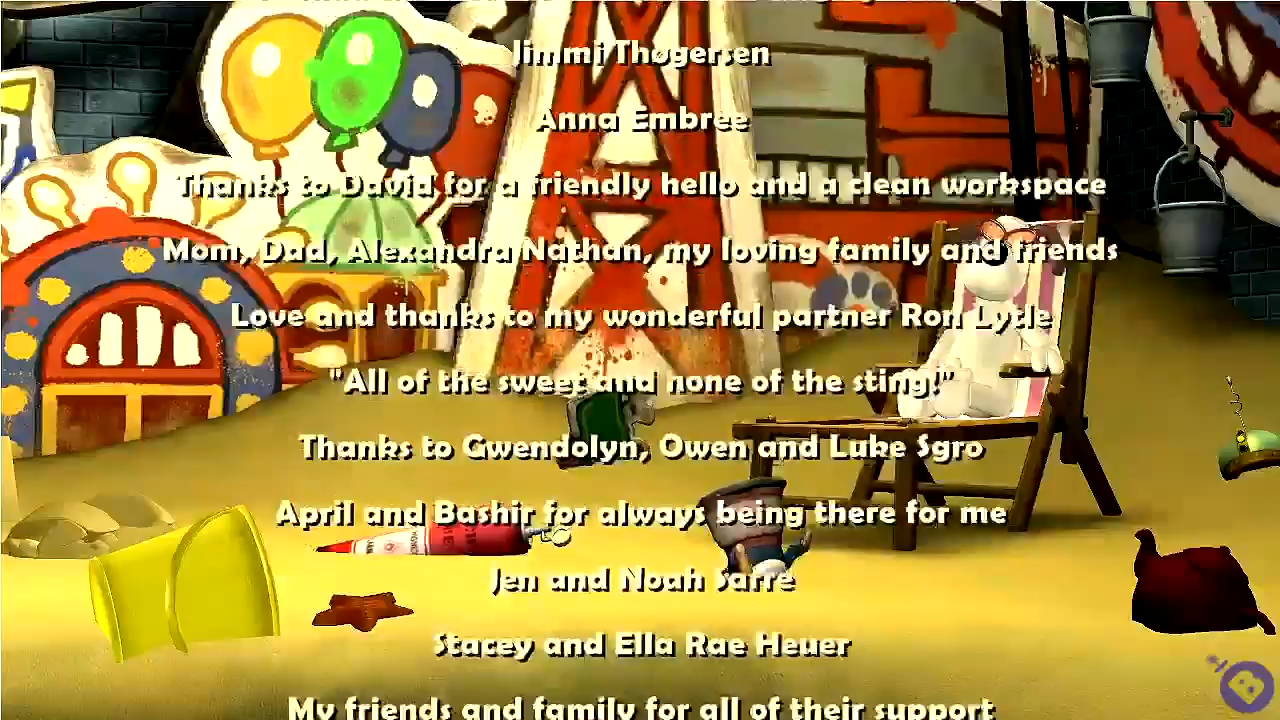 Jimmi Thøgersen
Anna Embree
Thanks to David for a friendly hello and a clean workspace
Mom, Dad, Alexandra Nathan, my loving family and friends
Love and thanks to my wonderful partner Ron Lytle
"All of the sweet and none of the sting!"
Thanks to Gwendolyn, Owen and Luke Sgro
April and Bashir for always being there for me
Jen and Noah Sarre
Stacey and Ella Rae Heuer
My friends and family for all of their support